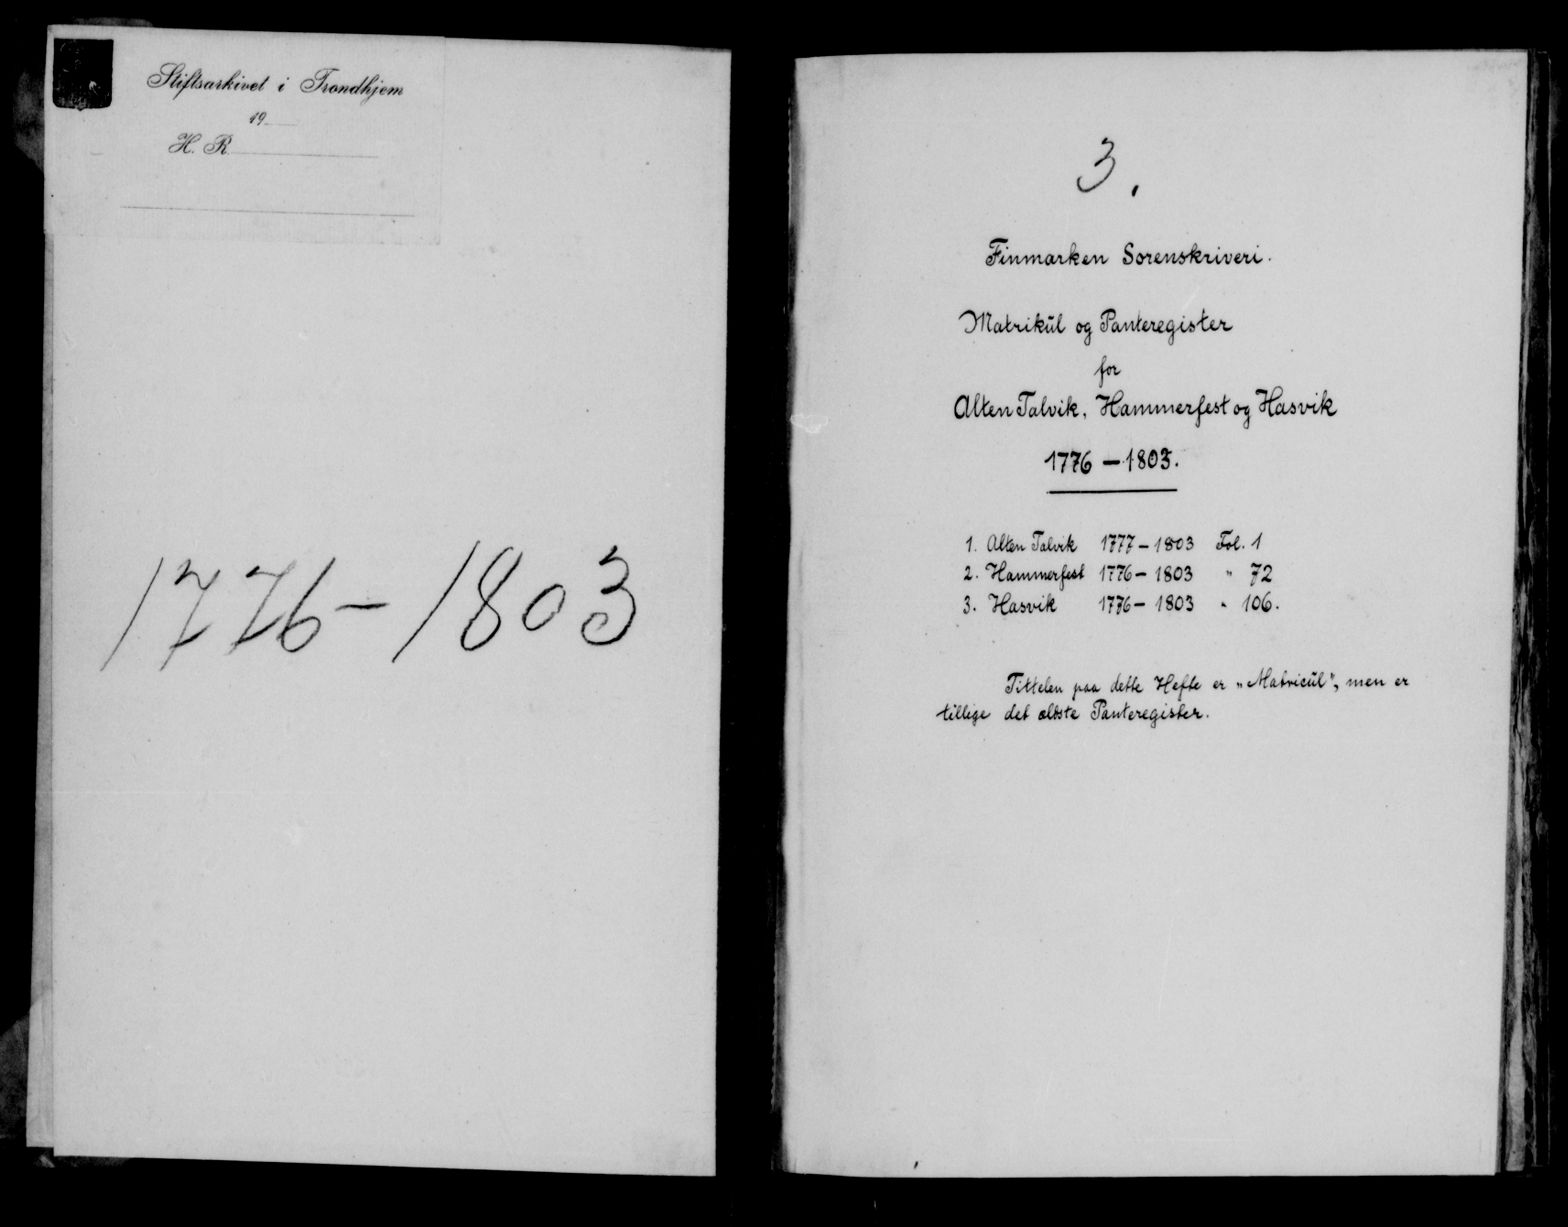 Stiftsarkivet i Trondhjem
19
H. R.
1776-1803
3.
Finmarken Sorenskriveri.
Matrikŭl og Panteregister
for
Alten Talvik, Hammerfest og Hasvik
1776-1803.
1. Alten Talvik 1777-1803 Fol. 1
2. Hammerfest 1776-1803 " 72
3. Hasvik 1776-1803 " 106.
Tittelen paa dette Hefte er „Matricŭl", men er
tillige det ældste Panteregister.